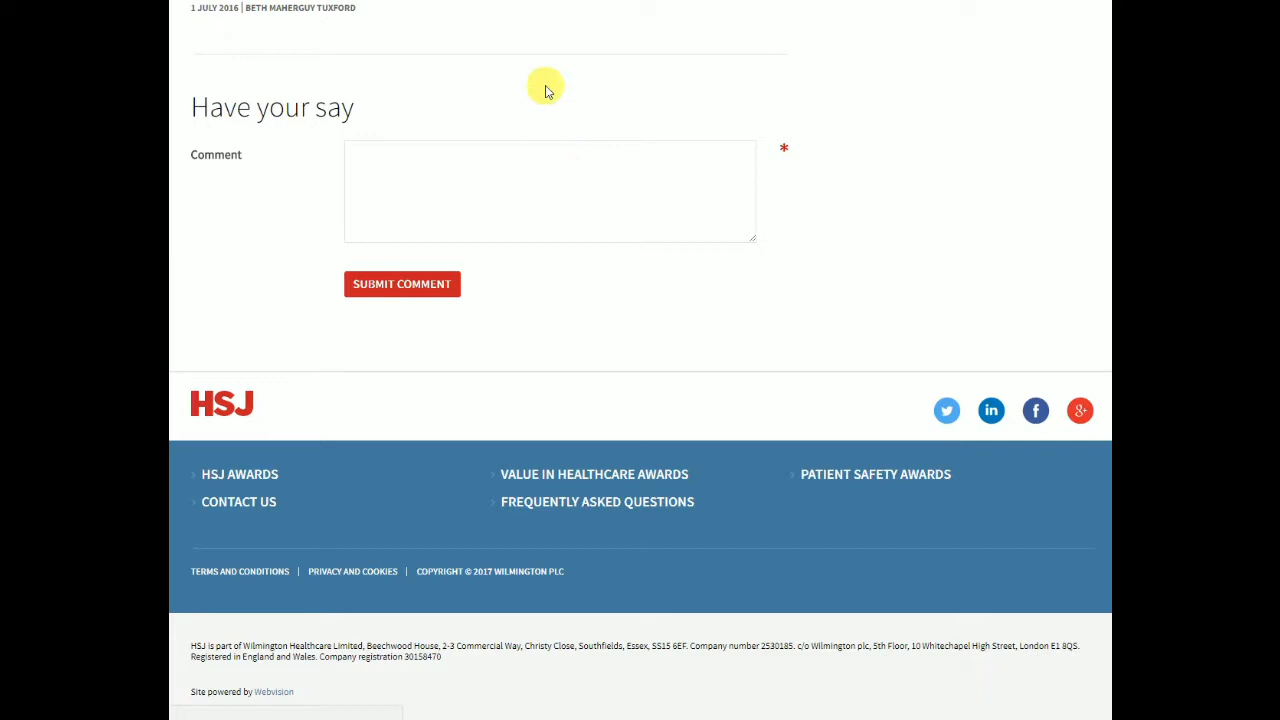 1 JULY 2016 | BETH MAHERGUY TUXFORD
Have your say
Comment
*
SUBMIT COMMENT
HSJ
in
f
g+
HSJ AWARDS
VALUE IN HEALTHCARE AWARDS
PATIENT SAFETY AWARDS
CONTACT US
FREQUENTLY ASKED QUESTIONS
TERMS AND CONDITIONS | PRIVACY AND COOKIES | COPYRIGHT © 2017 WILMINGTON PLC
HSJ is part of Wilmington Healthcare Limited, Beechwood House, 2-3 Commercial Way, Christy Close, Southfields, Essex, SS15 6EF. Company number 2530185. c/o Wilmington plc, 5th Floor, 10 Whitechapel High Street, London E1 8QS.
Registered in England and Wales. Company registration 30158470
Site powered by Webvision